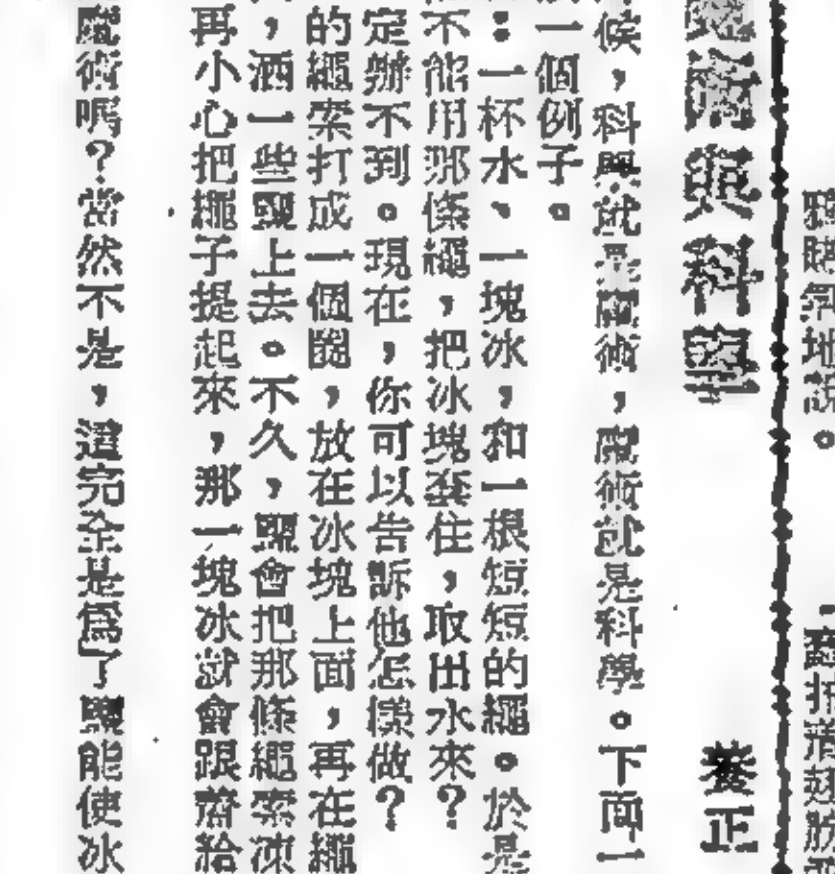 魔術與科學
養正
候，科學就是魔術，魔術就是科學。下面一
一個例子。
：一杯水、一塊冰，和一根短短的繩。於是
不能用那條繩，把冰塊套住，取出水來？
定辦不到。現在，你可以告訴他怎樣做？
的繩索打成一個圈，放在冰塊上面，再在繩
，洒一些鹽上去。不久，鹽會把那條繩索凍
再小心把繩子提起來，那一塊冰就會跟着給
魔術嗎？當然不是，這完全是爲了鹽能使冰